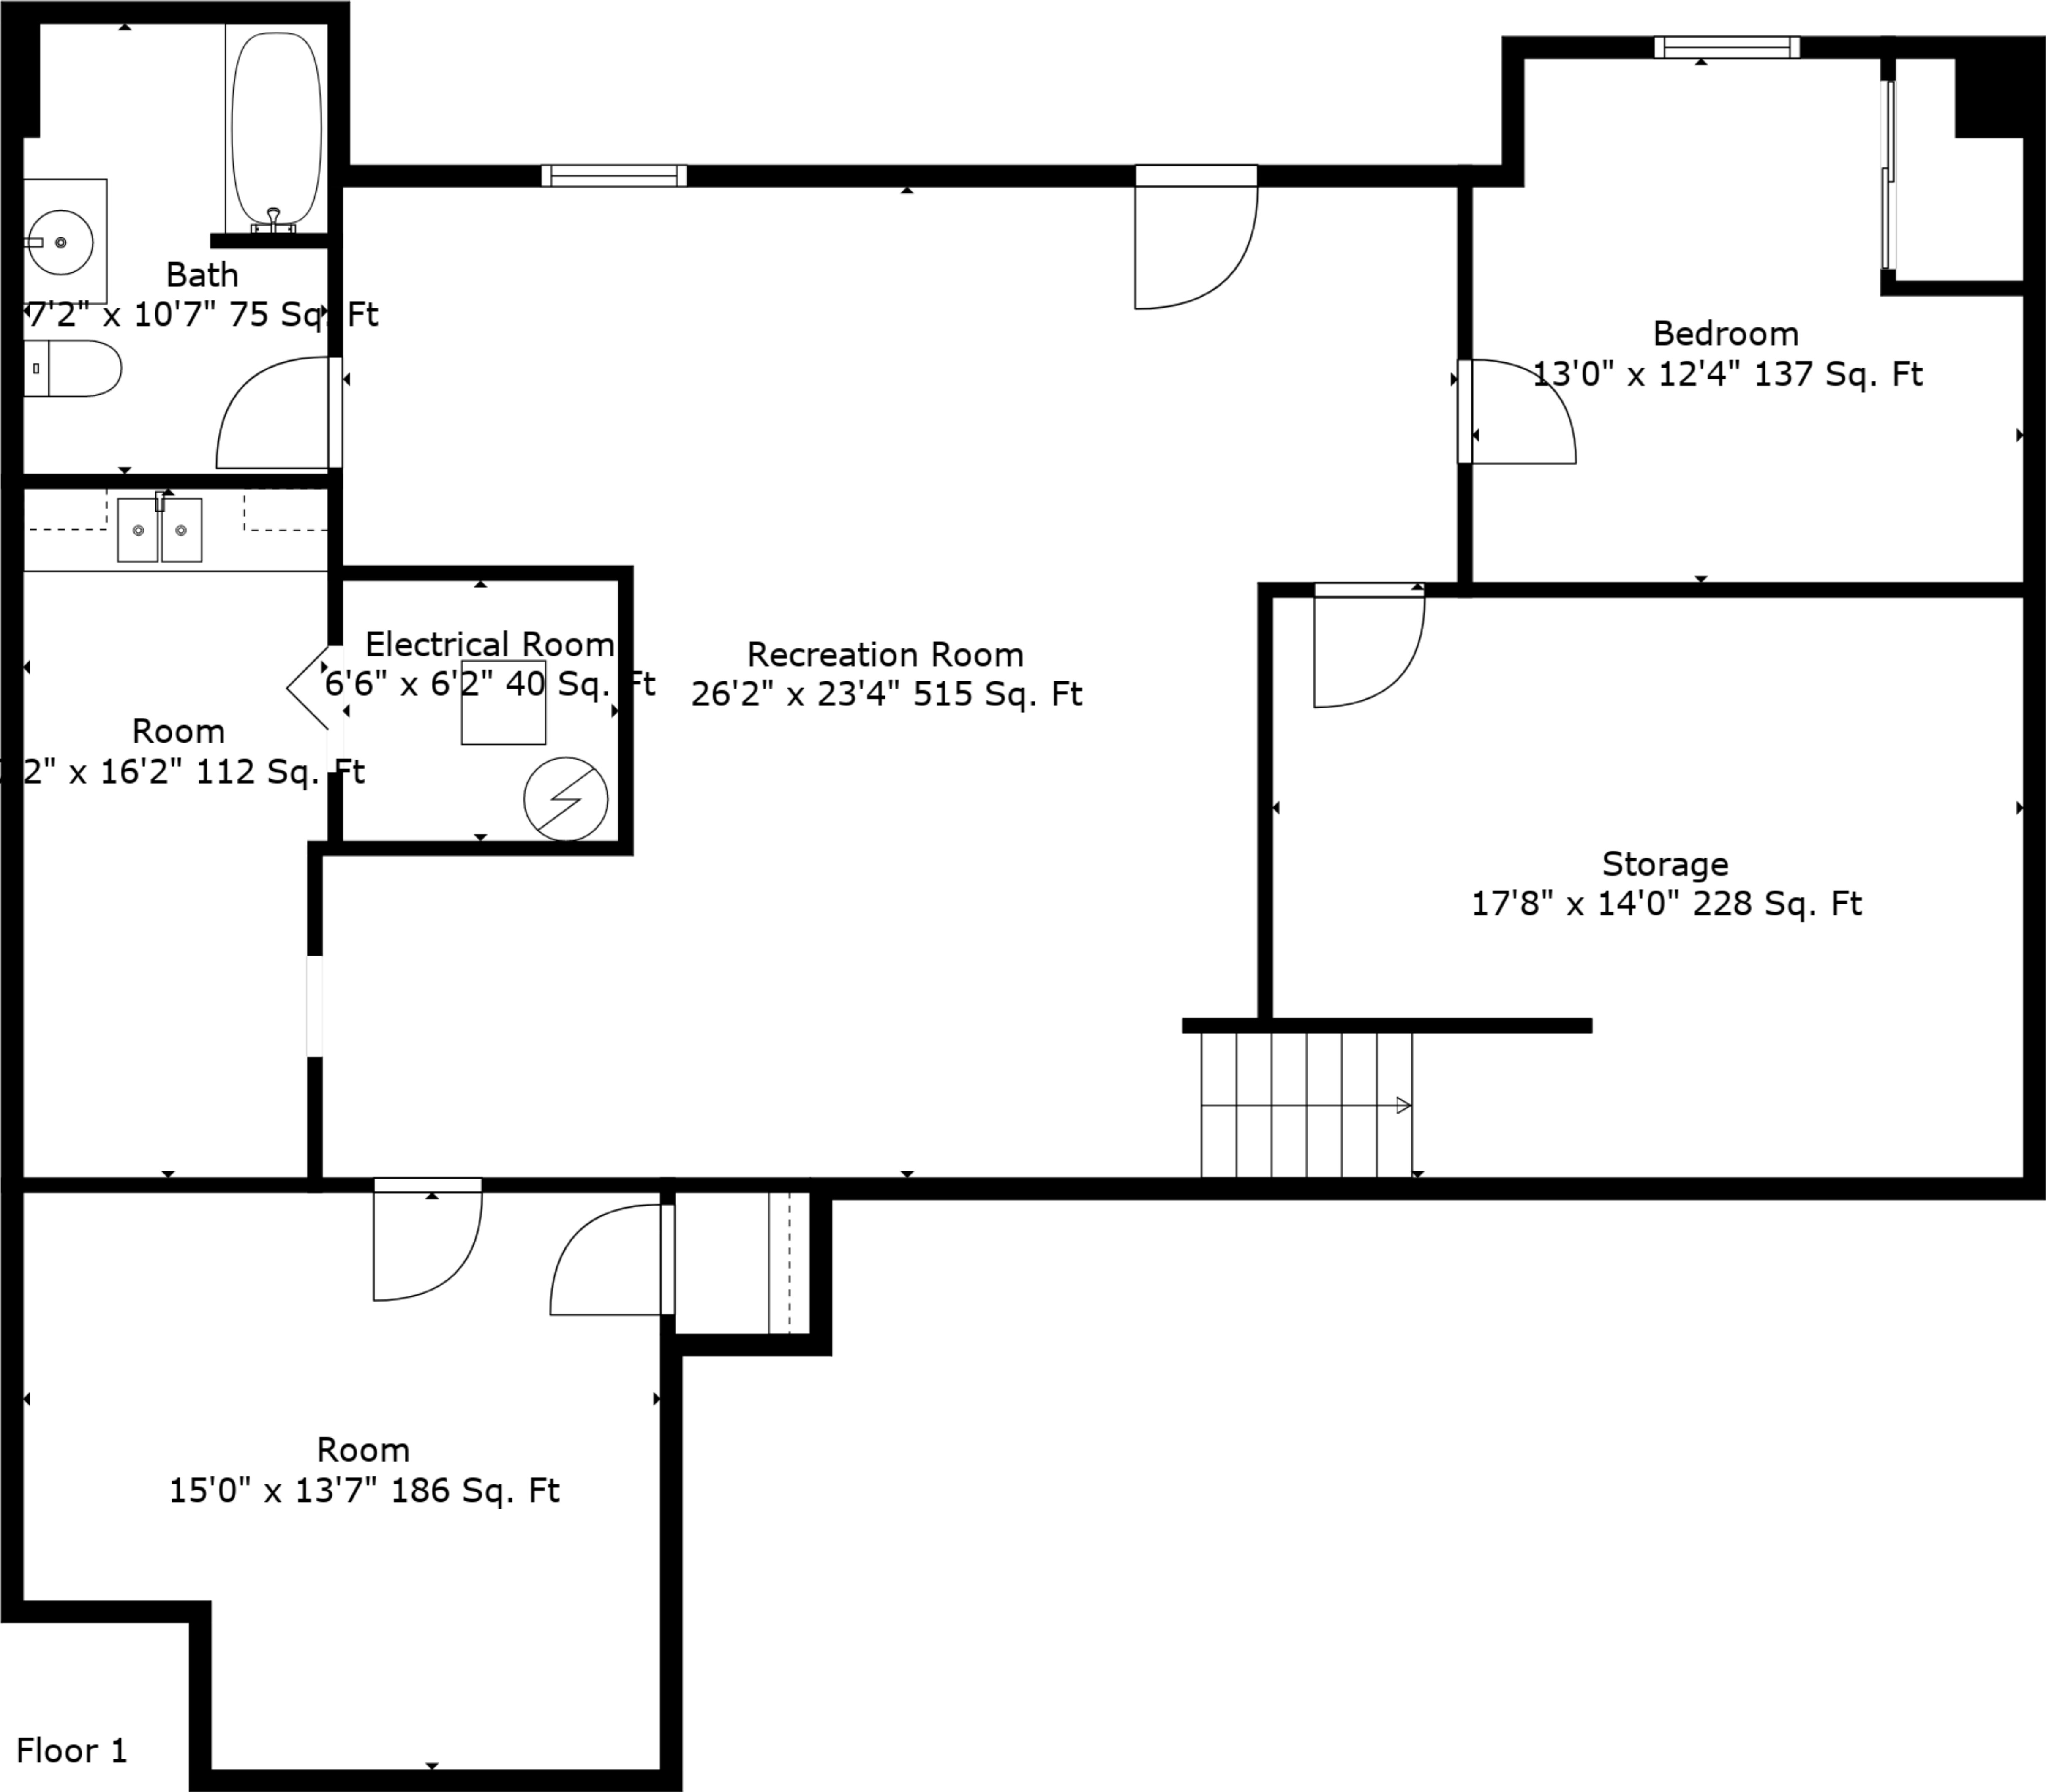 Bath
7'2" x 10'7" 75 Sq. Ft
Bedroom
13'0" x 12'4" 137 Sq. Ft
Electrical Room
6'6" x 6'2" 40 Sq. Ft
Recreation Room
26'2" x 23'4" 515 Sq. Ft
Room
2" x 16'2" 112 Sq. Ft
Storage
17'8" x 14'0" 228 Sq. Ft
Room
15'0" x 13'7" 186 Sq. Ft
Floor 1